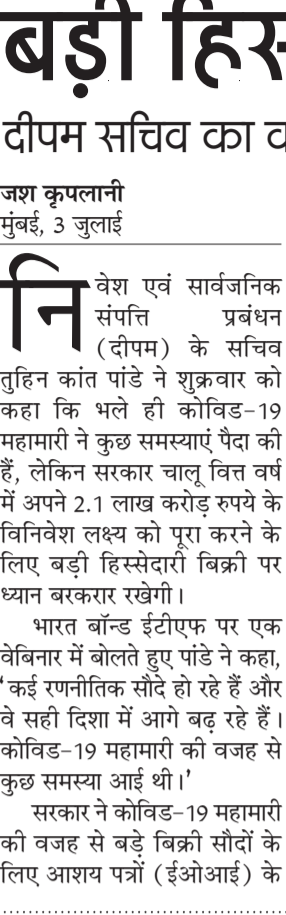 बड़ी
दीपम सचिव का
जश कृपलानी
मुंबई, 3 जुलाई
निवेश एवं सार्वजनिक
संपत्ति प्रबंधन
(दीपम) के सचिव
तुहिन कांत पांडे ने शुक्रवार को
कहा कि भले ही कोविड-19
महामारी ने कुछ समस्याएं पैदा की
हैं, लेकिन सरकार चालू वित्त वर्ष
में अपने 2.1 लाख करोड़ रुपये के
विनिवेश लक्ष्य को पूरा करने के
लिए बड़ी हिस्सेदारी बिक्री पर
ध्यान बरकरार रखेगी।
भारत बॉन्ड ईटीएफ पर एक
वेबिनार में बोलते हुए पांडे ने कहा,
‘कई रणनीतिक सौदे हो रहे हैं और
वे सही दिशा में आगे बढ़ रहे हैं।
कोविड-19 महामारी की वजह से
कुछ समस्या आई थी।’
सरकार ने कोविड-19 महामारी
की वजह से बड़े बिक्री सौदों के
लिए आशय पत्रों (ईओआई) के